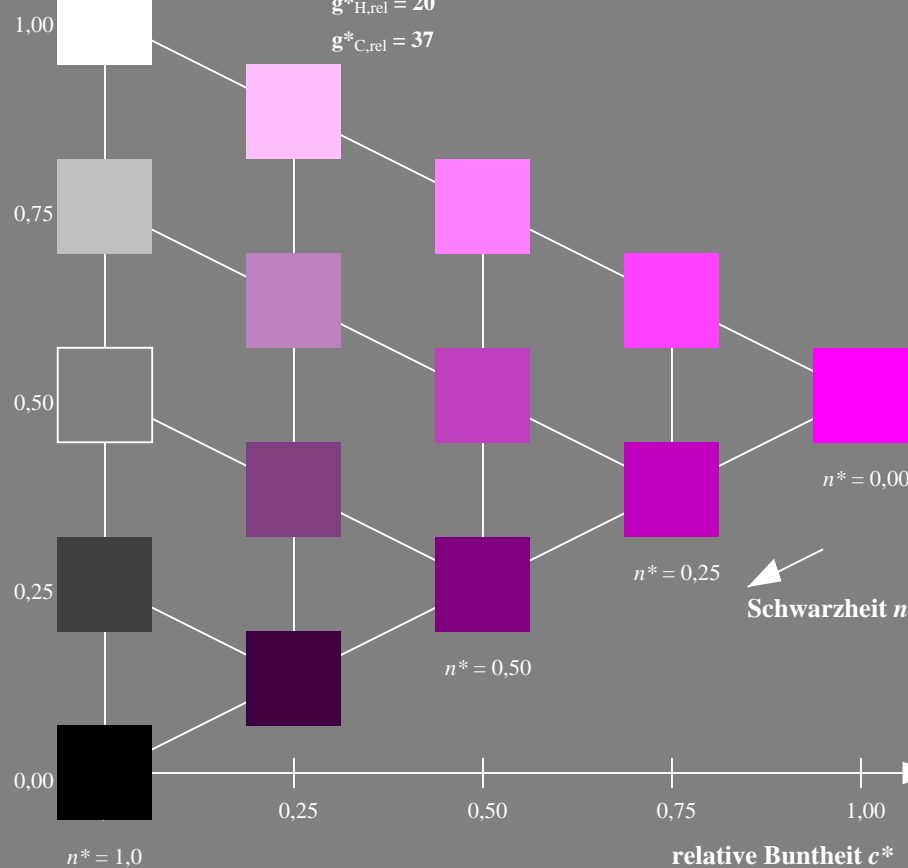 g*H,rel = 20
1,00
g*C,rel = 37
0,75
0,50
n* = 0,00
n* = 0,25
0,25
Schwarzheit n
n* = 0,50
0,00
0,25
0,50
0,75
1,00
n* = 1,0
relative Buntheit c*